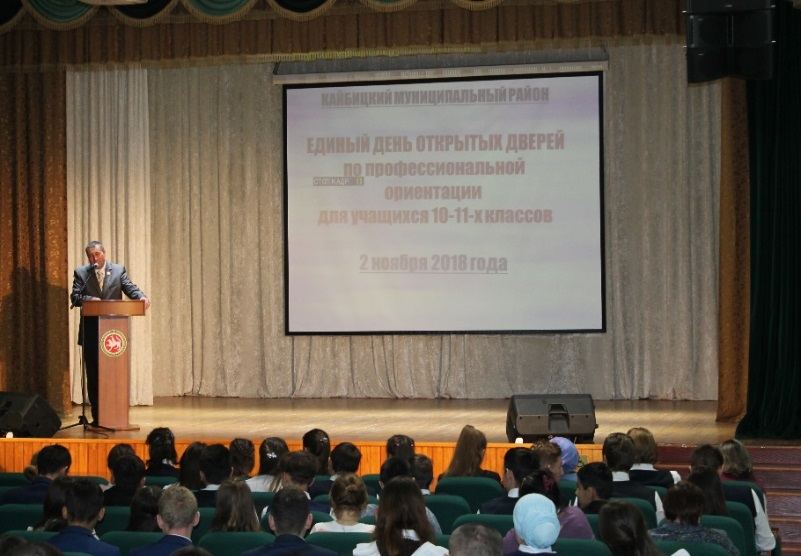 КАЙБИЦКИЙ МУНИЦИПАЛЬНЫЙ РАЙОН
ЕДИНЫЙ ДЕНЬ ОТКРЫТЫХ ДВЕРЕЙ
по профессиональной
ориентации
для учащихся 10-11-х классов
2 ноября 2018 года